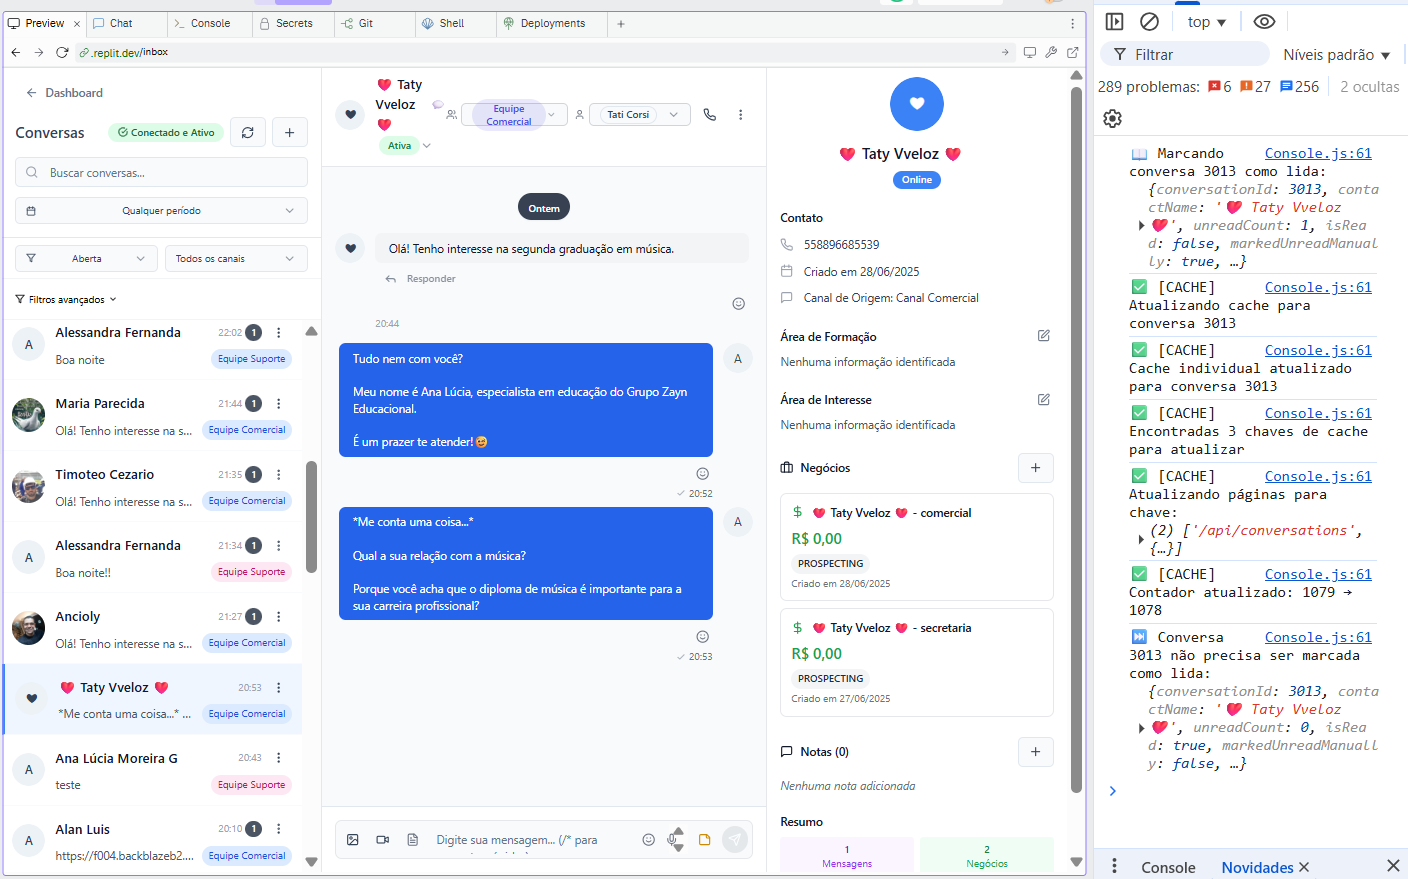 Preview
Chat
Console
Secrets
Git
Shell
Deployments
.replit.dev/inbox
Dashboard
Conversas
Conectado e Ativo
Buscar conversas...
Qualquer período
Aberta
Todos os canais
Filtros avançados
Alessandra Fernanda
22:02
1
Boa noite
Equipe Suporte
Maria Parecida
21:44
1
Olá! Tenho interesse na s...
Equipe Comercial
Timoteo Cezario
21:35
1
Olá! Tenho interesse na s...
Equipe Comercial
Alessandra Fernanda
21:34
1
Boa noite!!
Equipe Suporte
Ancioly
21:27
1
Olá! Tenho interesse na s...
Equipe Comercial
❤️ Taty Vveloz ❤️
20:53
*Me conta uma coisa...* ...
Equipe Comercial
Ana Lúcia Moreira G
20:43
teste
Equipe Suporte
Alan Luis
20:10
1
https://f004.backblazeb2....
Equipe Comercial
❤️ Taty
Vveloz
❤️
Ativa
Equipe
Comercial
Tati Corsi
Ontem
Olá! Tenho interesse na segunda graduação em música.
Responder
20:44
Tudo nem com você?
Meu nome é Ana Lúcia, especialista em educação do Grupo Zayn
Educacional.
É um prazer te atender!😉
A
20:52
*Me conta uma coisa...*
Qual a sua relação com a música?
Porque você acha que o diploma de música é importante para a
sua carreira profissional?
A
20:53
Digite sua mensagem... (/* para
❤️ Taty Vveloz ❤️
Online
Contato
558896685539
Criado em 28/06/2025
Canal de Origem: Canal Comercial
Área de Formação
Nenhuma informação identificada
Área de Interesse
Nenhuma informação identificada
Negócios
❤️ Taty Vveloz ❤️ - comercial
R$ 0,00
PROSPECTING
Criado em 28/06/2025
❤️ Taty Vveloz ❤️ - secretaria
R$ 0,00
PROSPECTING
Criado em 27/06/2025
Notas (0)
Nenhuma nota adicionada
Resumo
1
Mensagens
2
Negócios
top
Filtrar
Níveis padrão
289 problemas: 6 27 256 2 ocultas
📖 Marcando Console.js:61
conversa 3013 como lida:
{conversationId: 3013, conta
ctName: '❤️ Taty Vveloz
❤️', unreadCount: 1, isRea
d: false, markedUnreadManual
ly: true, …}
✅ [CACHE] Console.js:61
Atualizando cache para
conversa 3013
✅ [CACHE] Console.js:61
Cache individual atualizado
para conversa 3013
✅ [CACHE] Console.js:61
Encontradas 3 chaves de cache
para atualizar
✅ [CACHE] Console.js:61
Atualizando páginas para
chave:
(2) ['/api/conversations',
{…}]
✅ [CACHE] Console.js:61
Contador atualizado: 1079 →
1078
⏭️ Conversa Console.js:61
3013 não precisa ser marcada
como lida:
{conversationId: 3013, conta
ctName: '❤️ Taty Vveloz
❤️', unreadCount: 0, isRea
d: true, markedUnreadManuall
y: false, …}
Console
Novidades